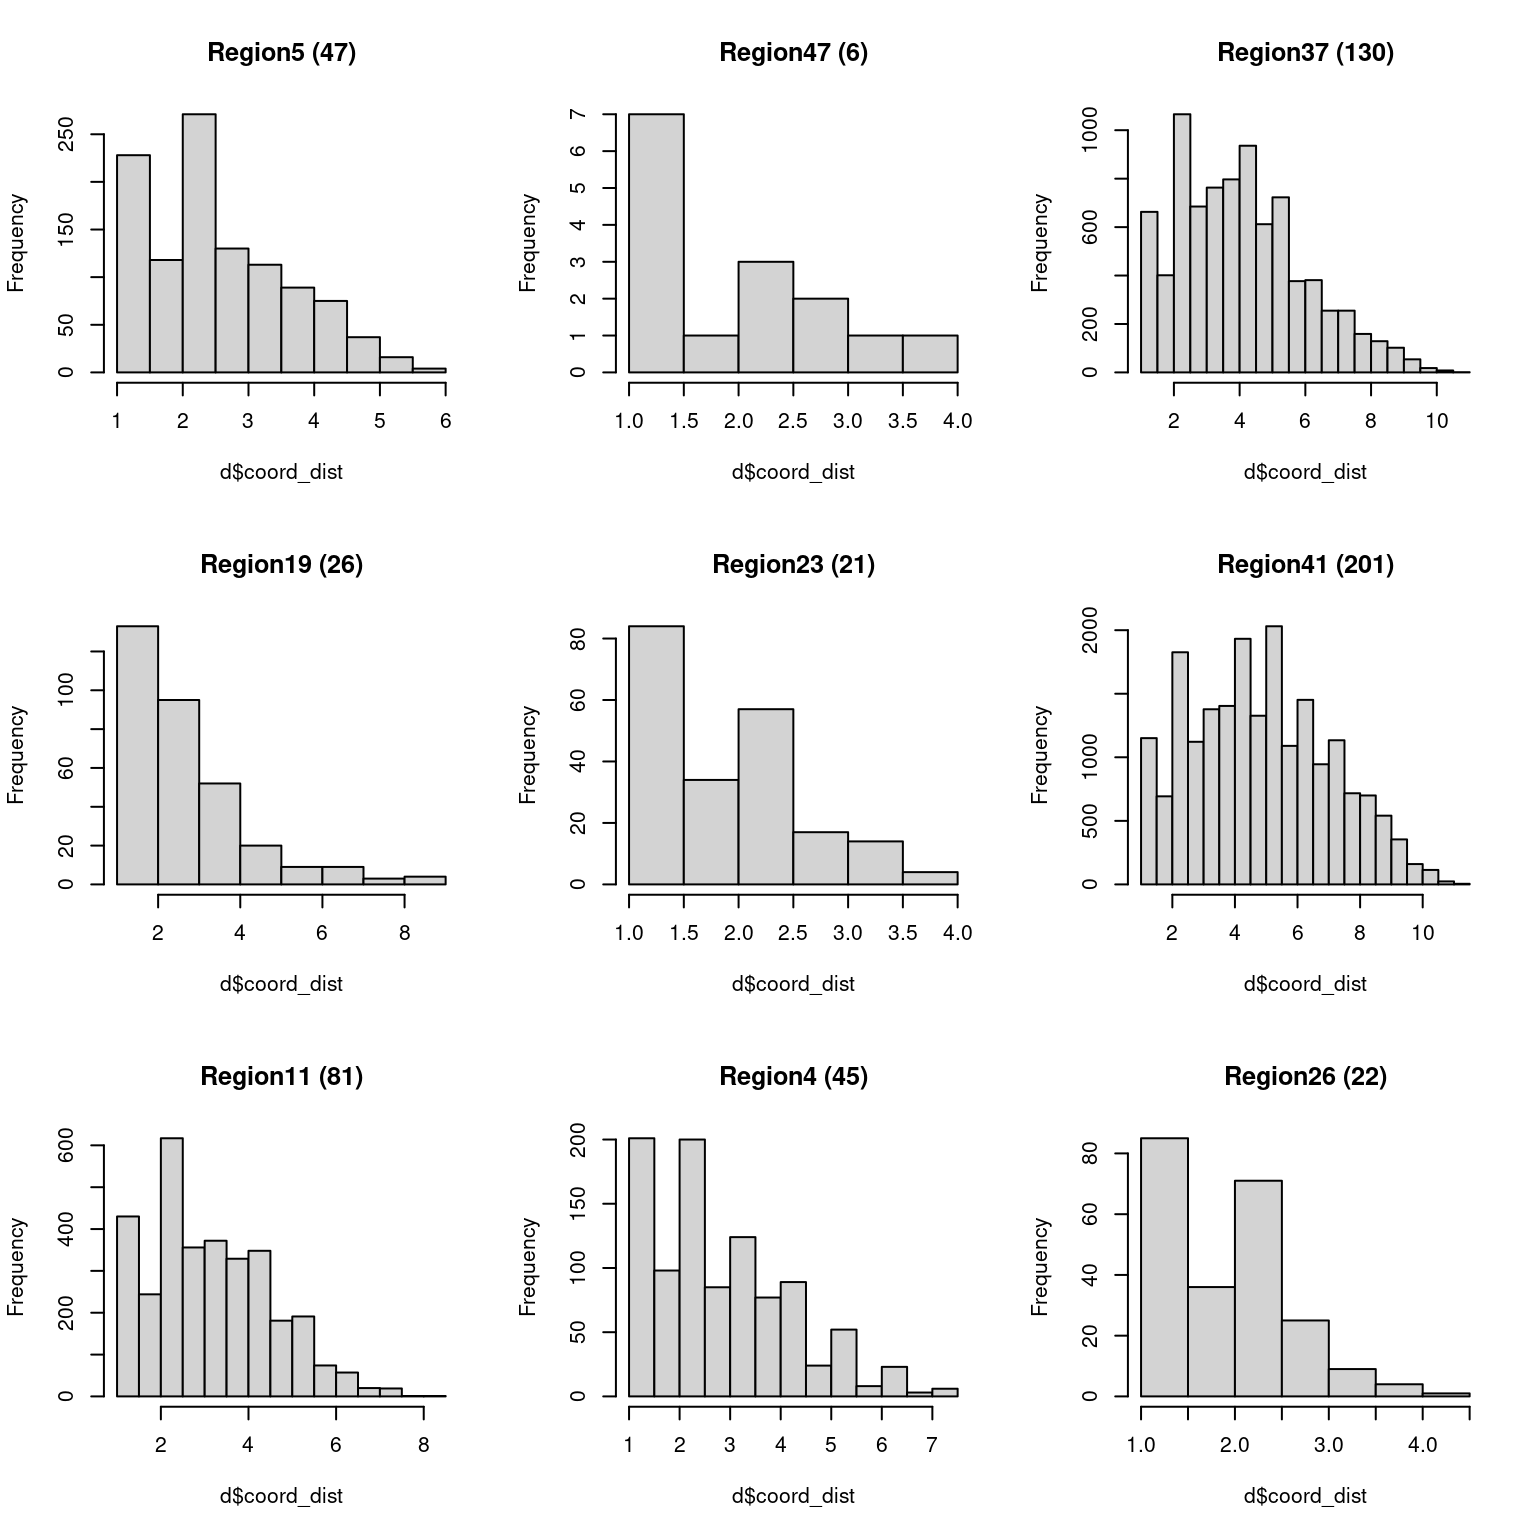 Region5 (47)
Frequency
0 50 150 250
1 2 3 4 5 6
d$coord_dist
Region47 (6)
Frequency
0 1 2 3 4 5 6 7
1.0 1.5 2.0 2.5 3.0 3.5 4.0
d$coord_dist
Region37 (130)
Frequency
0 200 600 1000
2 4 6 8 10
d$coord_dist
Region19 (26)
Frequency
0 20 60 100
2 4 6 8
d$coord_dist
Region23 (21)
Frequency
0 20 40 60 80
1.0 1.5 2.0 2.5 3.0 3.5 4.0
d$coord_dist
Region41 (201)
Frequency
0 500 1000 2000
2 4 6 8 10
d$coord_dist
Region11 (81)
Frequency
0 200 400 600
2 4 6 8
d$coord_dist
Region4 (45)
Frequency
0 50 100 150 200
1 2 3 4 5 6 7
d$coord_dist
Region26 (22)
Frequency
0 20 40 60 80
1.0 2.0 3.0 4.0
d$coord_dist